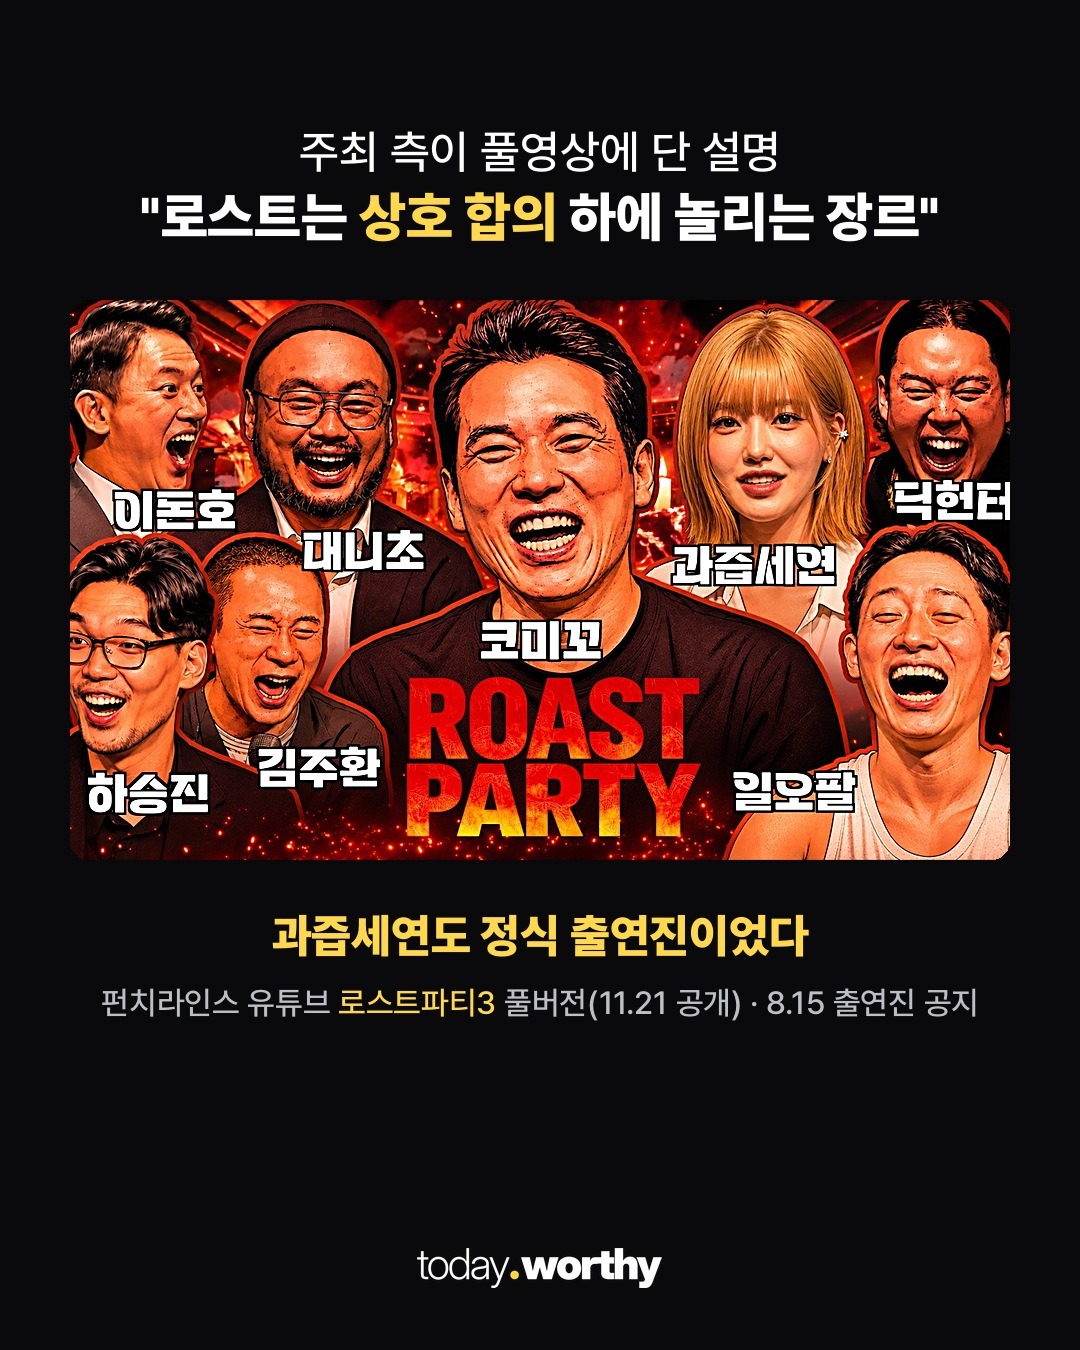 주최 측이 풀영상에 단 설명
"로스트는 상호 합의 하에 놀리는 장르"
이돈호
대니초
과즙세연
딕헌터
코미꼬
하승진
김주환
일오팔
ROAST
PARTY
과즙세연도 정식 출연진이었다
펀치라인스 유튜브 로스트파티3 풀버전(11.21 공개) · 8.15 출연진 공지
today.worthy